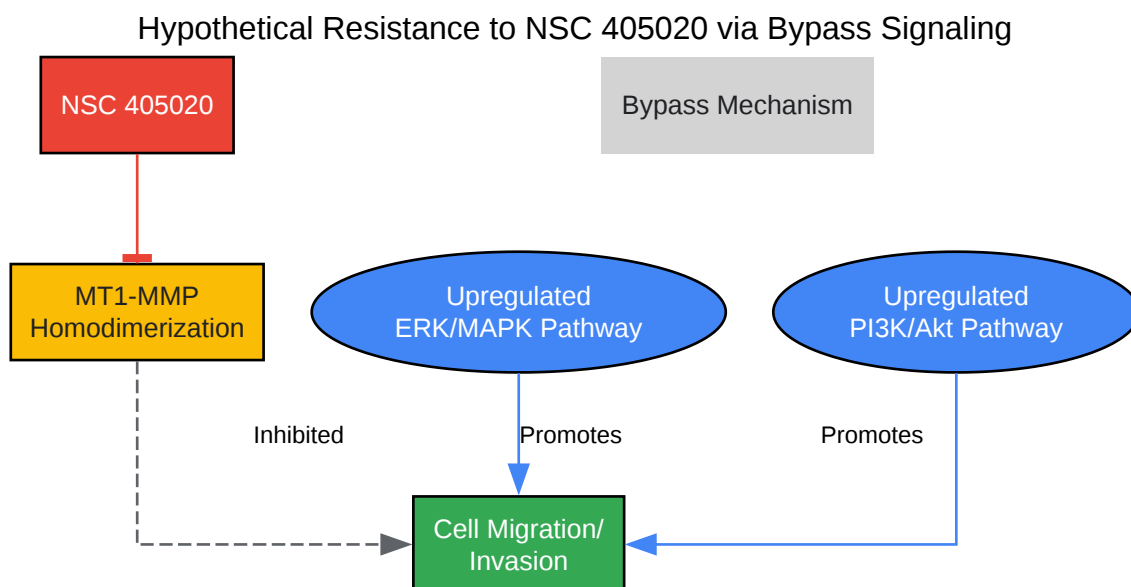 Hypothetical Resistance to NSC 405020 via Bypass Signaling
NSC 405020
Bypass Mechanism
MT1-MMP
Homodimerization
Upregulated
ERK/MAPK Pathway
Upregulated
PI3K/Akt Pathway
Inhibited
Promotes
Promotes
Cell Migration/
Invasion